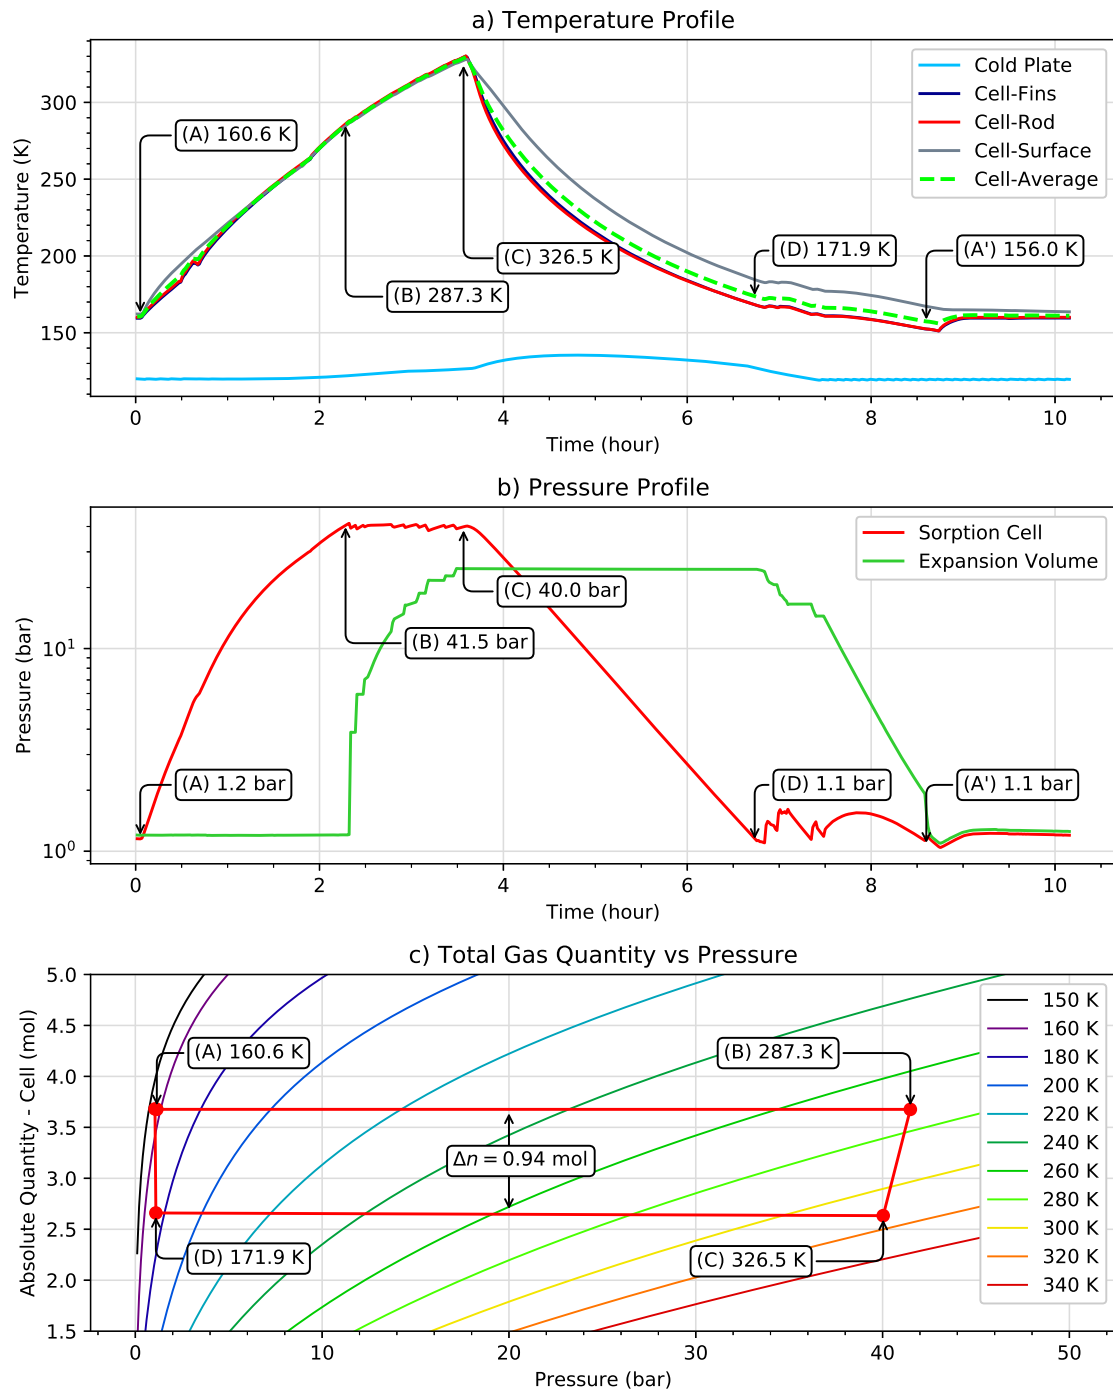 a) Temperature Profile
Temperature (K)
300
250
200
150
0
2
4
6
8
10
Time (hour)
Cold Plate
Cell-Fins
Cell-Rod
Cell-Surface
Cell-Average
(A) 160.6 K
(B) 287.3 K
(C) 326.5 K
(D) 171.9 K
(A') 156.0 K
b) Pressure Profile
Pressure (bar)
10¹
10⁰
0
2
4
6
8
10
Time (hour)
Sorption Cell
Expansion Volume
(A) 1.2 bar
(B) 41.5 bar
(C) 40.0 bar
(D) 1.1 bar
(A') 1.1 bar
c) Total Gas Quantity vs Pressure
Absolute Quantity - Cell (mol)
5.0
4.5
4.0
3.5
3.0
2.5
2.0
1.5
0
10
20
30
40
50
Pressure (bar)
150 K
160 K
180 K
200 K
220 K
240 K
260 K
280 K
300 K
320 K
340 K
(A) 160.6 K
(B) 287.3 K
Δn = 0.94 mol
(D) 171.9 K
(C) 326.5 K